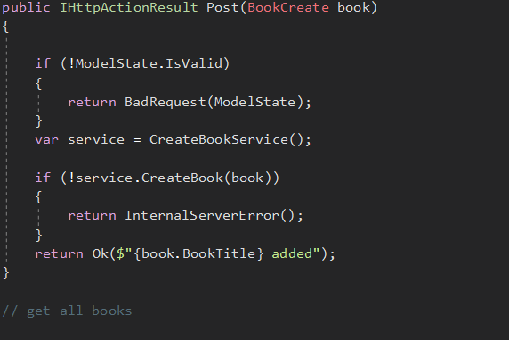 public IHttpActionResult Post(BookCreate book)
{
if (!ModelState.IsValid)
{
return BadRequest(ModelState);
}
var service = CreateBookService();
if (!service.CreateBook(book))
{
return InternalServerError();
}
return Ok($"{book.BookTitle} added");
}
// get all books